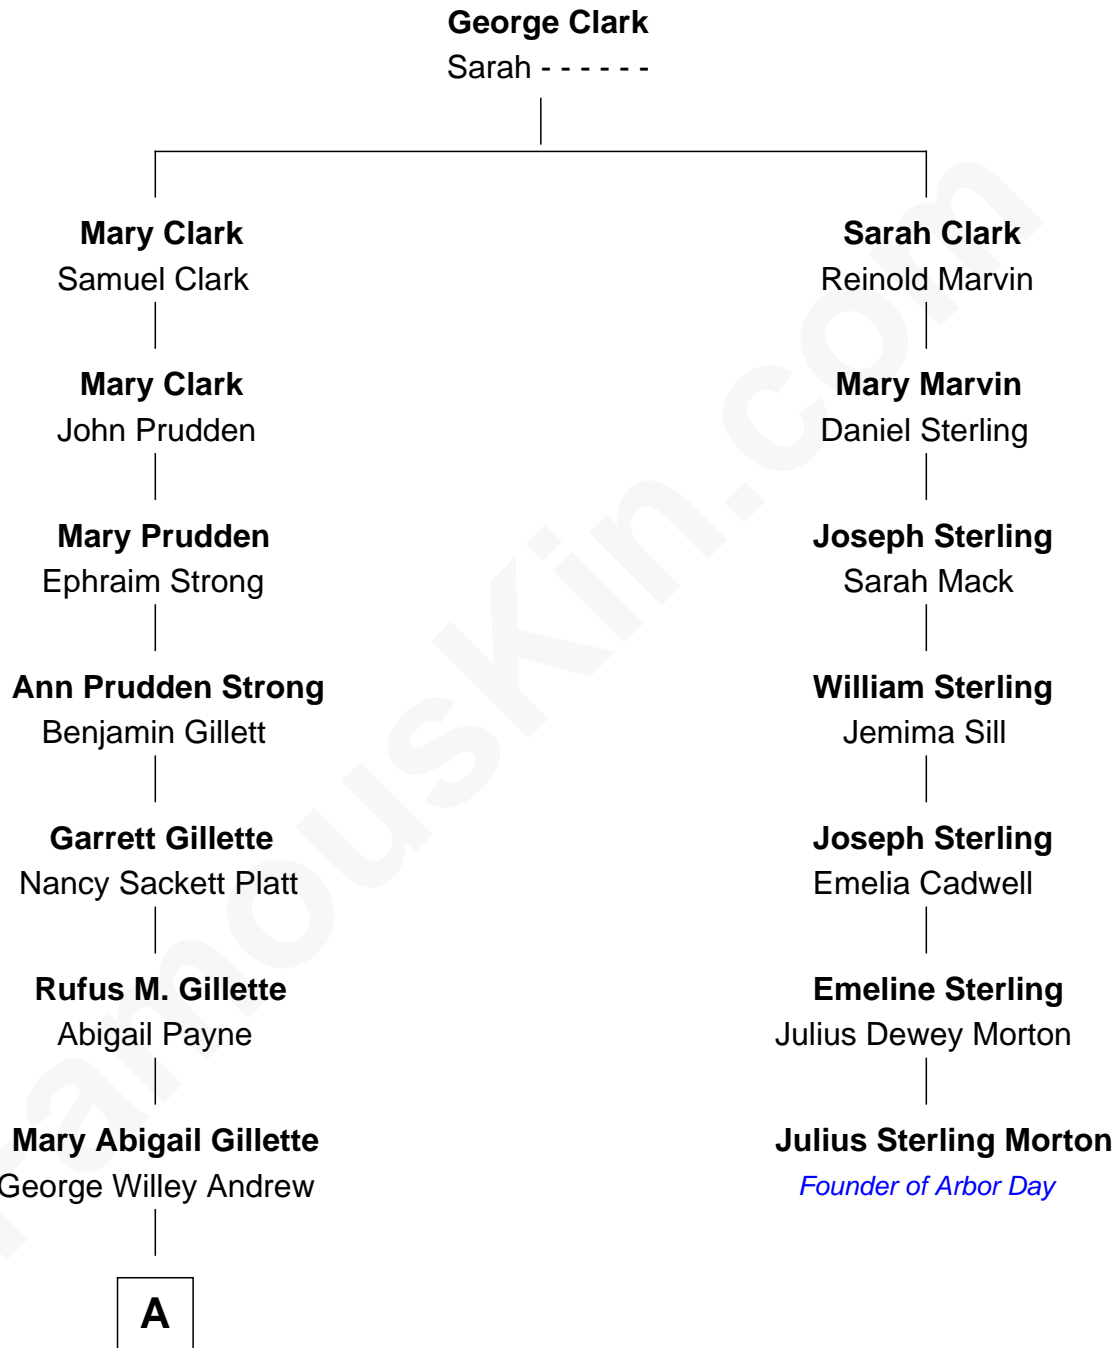 George Clark
Sarah - - - - - -
Mary Clark
Samuel Clark
Mary Clark
John Prudden
Mary Prudden
Ephraim Strong
Ann Prudden Strong
Benjamin Gillett
Garrett Gillette
Nancy Sackett Platt
Rufus M. Gillette
Abigail Payne
Mary Abigail Gillette
George Willey Andrew
A
Sarah Clark
Reinold Marvin
Mary Marvin
Daniel Sterling
Joseph Sterling
Sarah Mack
William Sterling
Jemima Sill
Joseph Sterling
Emelia Cadwell
Emeline Sterling
Julius Dewey Morton
Julius Sterling Morton
Founder of Arbor Day
FamousKin.com